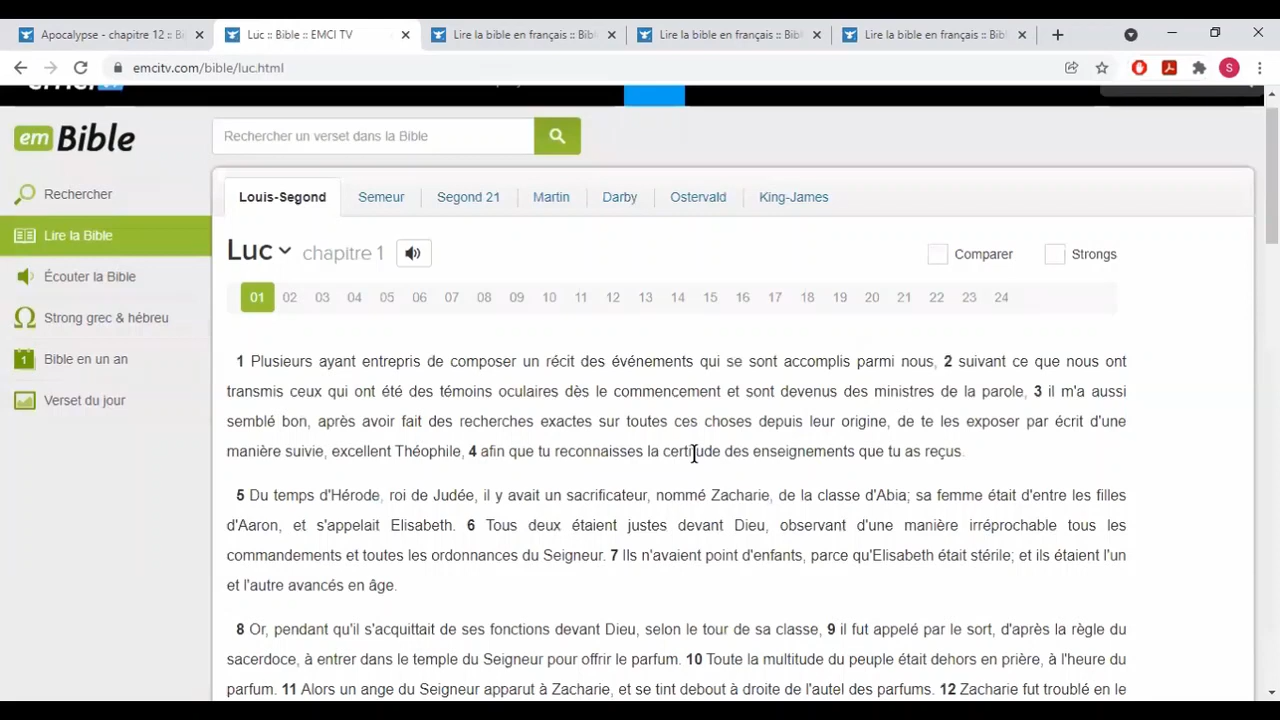 Apocalypse - chapitre 12 :: Bi
Luc :: Bible :: EMCI TV
Lire la bible en français :: Bibl
Lire la bible en français :: Bibl
Lire la bible en français :: Bibl
emcitv.com/bible/luc.html
S
em Bible
Rechercher un verset dans la Bible
Rechercher
Lire la Bible
Écouter la Bible
Strong grec & hébreu
1 Bible en un an
Verset du jour
Louis-Segond Semeur Segond 21 Martin Darby Ostervald King-James
Luc chapitre 1
Comparer Strongs
01 02 03 04 05 06 07 08 09 10 11 12 13 14 15 16 17 18 19 20 21 22 23 24
1 Plusieurs ayant entrepris de composer un récit des événements qui se sont accomplis parmi nous, 2 suivant ce que nous ont
transmis ceux qui ont été des témoins oculaires dès le commencement et sont devenus des ministres de la parole, 3 il m'a aussi
semblé bon, après avoir fait des recherches exactes sur toutes ces choses depuis leur origine, de te les exposer par écrit d'une
manière suivie, excellent Théophile, 4 afin que tu reconnaisses la certitude des enseignements que tu as reçus.
5 Du temps d'Hérode, roi de Judée, il y avait un sacrificateur, nommé Zacharie, de la classe d'Abia; sa femme était d'entre les filles
d'Aaron, et s'appelait Elisabeth. 6 Tous deux étaient justes devant Dieu, observant d'une manière irréprochable tous les
commandements et toutes les ordonnances du Seigneur. 7 Ils n'avaient point d'enfants, parce qu'Elisabeth était stérile; et ils étaient l'un
et l'autre avancés en âge.
8 Or, pendant qu'il s'acquittait de ses fonctions devant Dieu, selon le tour de sa classe, 9 il fut appelé par le sort, d'après la règle du
sacerdoce, à entrer dans le temple du Seigneur pour offrir le parfum. 10 Toute la multitude du peuple était dehors en prière, à l'heure du
parfum. 11 Alors un ange du Seigneur apparut à Zacharie, et se tint debout à droite de l'autel des parfums. 12 Zacharie fut troublé en le